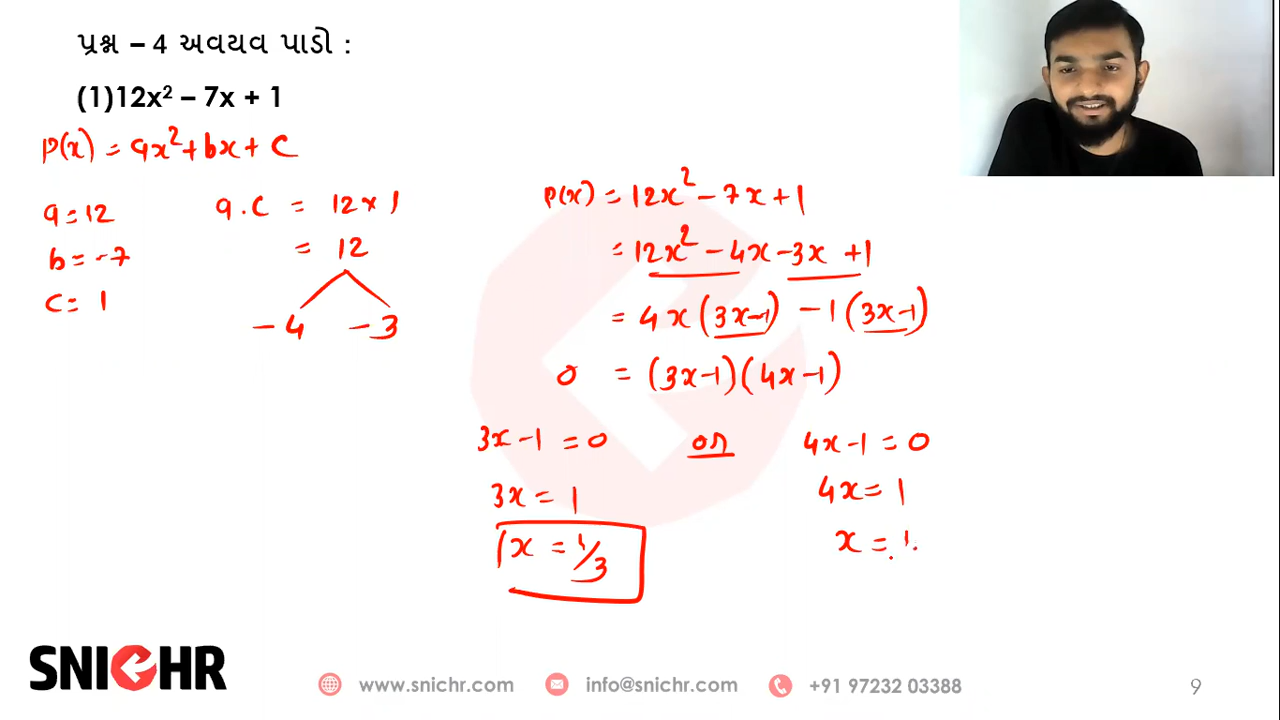 પ્રશ્ન – 4 અવયવ પાડો :
(1)12x² – 7x + 1
p(x) = ax² + bx + c
a = 12
b = -7
c = 1
a . c = 12 × 1
= 12
-4 -3
p(x) = 12x² - 7x + 1
= 12x² - 4x - 3x + 1
= 4x (3x-1) - 1 (3x-1)
0 = (3x-1)(4x-1)
3x - 1 = 0 or 4x - 1 = 0
3x = 1 4x = 1
x = 1/3 x = 1
SNICHR
www.snichr.com info@snichr.com +91 97232 03388 9